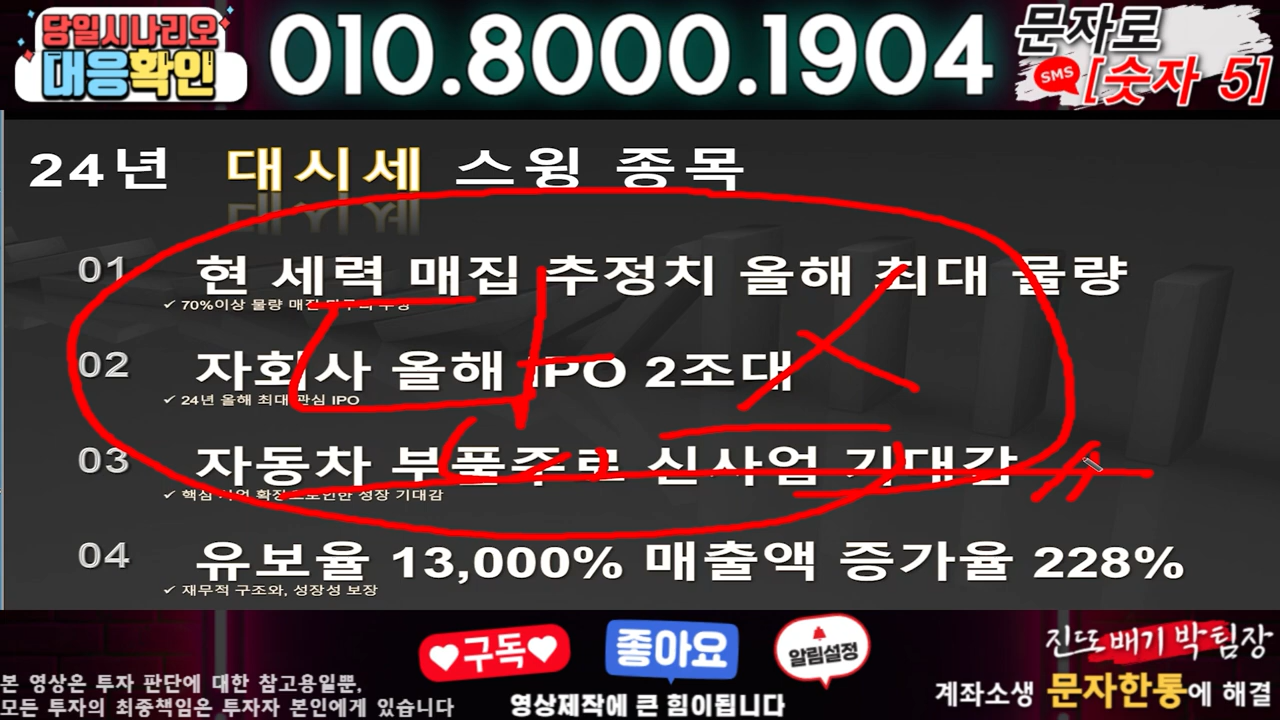 당일시나리오
대응확인
010.8000.1904
문자로
SMS [숫자 5]
24년 대시세 스윙 종목
01 현 세력 매집 추정치 올해 최대 물량
✓ 70%이상 물량 매집
02 자회사 올해 IPO 2조대
✓ 24년 올해 최대 관심 IPO
03 자동차 부품주로 신사업 기대감
✓ 핵심 사업 확장으로인한 성장 기대감
04 유보율 13,000% 매출액 증가율 228%
✓ 재무적 구조와, 성장성 보장
구독
좋아요
알림설정
영상제작에 큰 힘이됩니다
본 영상은 투자 판단에 대한 참고용일뿐,
모든 투자의 최종책임은 투자자 본인에게 있습니다
진또배기 박팀장
계좌소생 문자한통에 해결